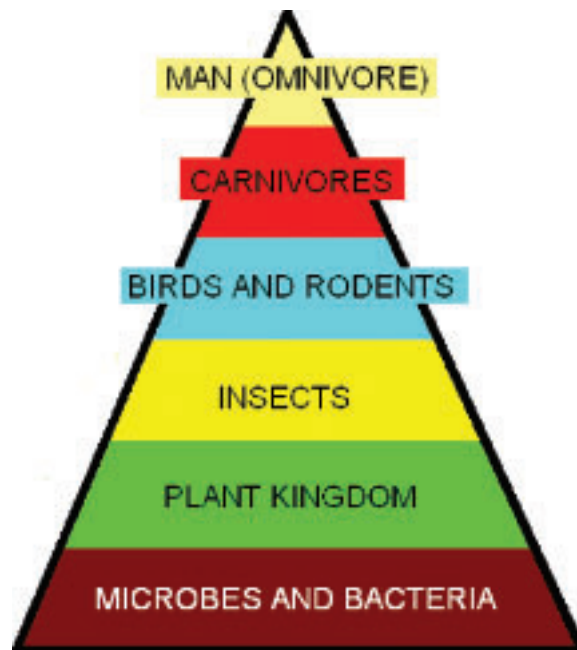 MAN (OMNIVORE)
CARNIVORES
BIRDS AND RODENTS
INSECTS
PLANT KINGDOM
MICROBES AND BACTERIA